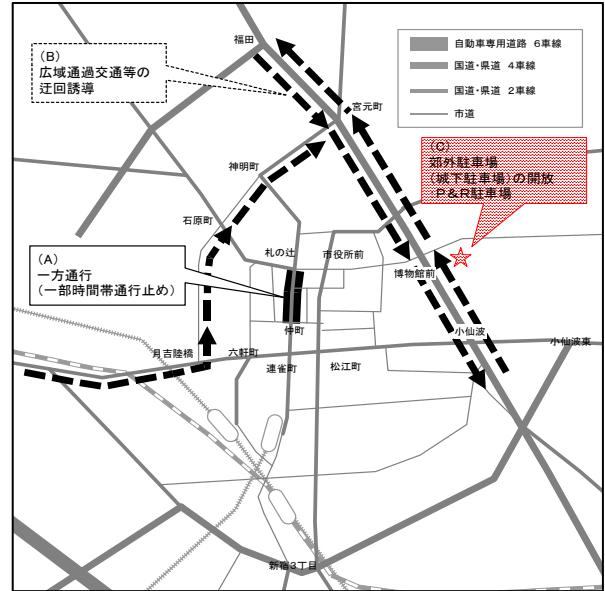 福田
(B)
広域通過交通等の
迂回誘導
自動車専用道路 6車線
国道・県道 4車線
国道・県道 2車線
市道
宮元町
神明町
(C)
郊外駐車場
(城下駐車場)の開放
P&R駐車場
石原町
(A)
一方通行
(一部時間帯通行止め)
札の辻
市役所前
博物館前
仲町
小仙波
小仙波東
月吉陸橋
六軒町
連雀町
松江町
新宿3丁目